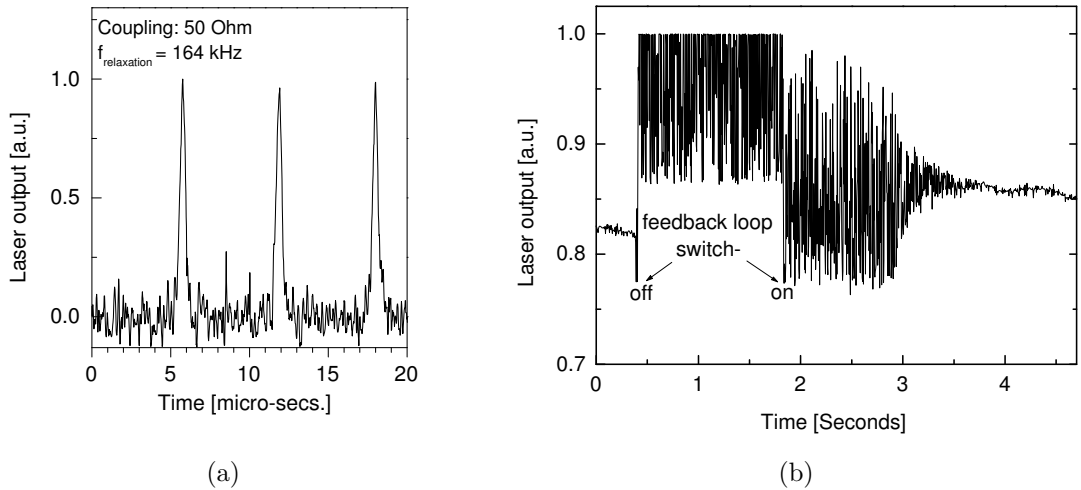 Coupling: 50 Ohm
f_relaxation = 164 kHz
Laser output [a.u.]
1.0
0.5
0.0
0 5 10 15 20
Time [micro-secs.]
(a)
Laser output [a.u.]
1.0
0.9
0.8
0.7
feedback loop
switch-
off on
0 1 2 3 4
Time [Seconds]
(b)